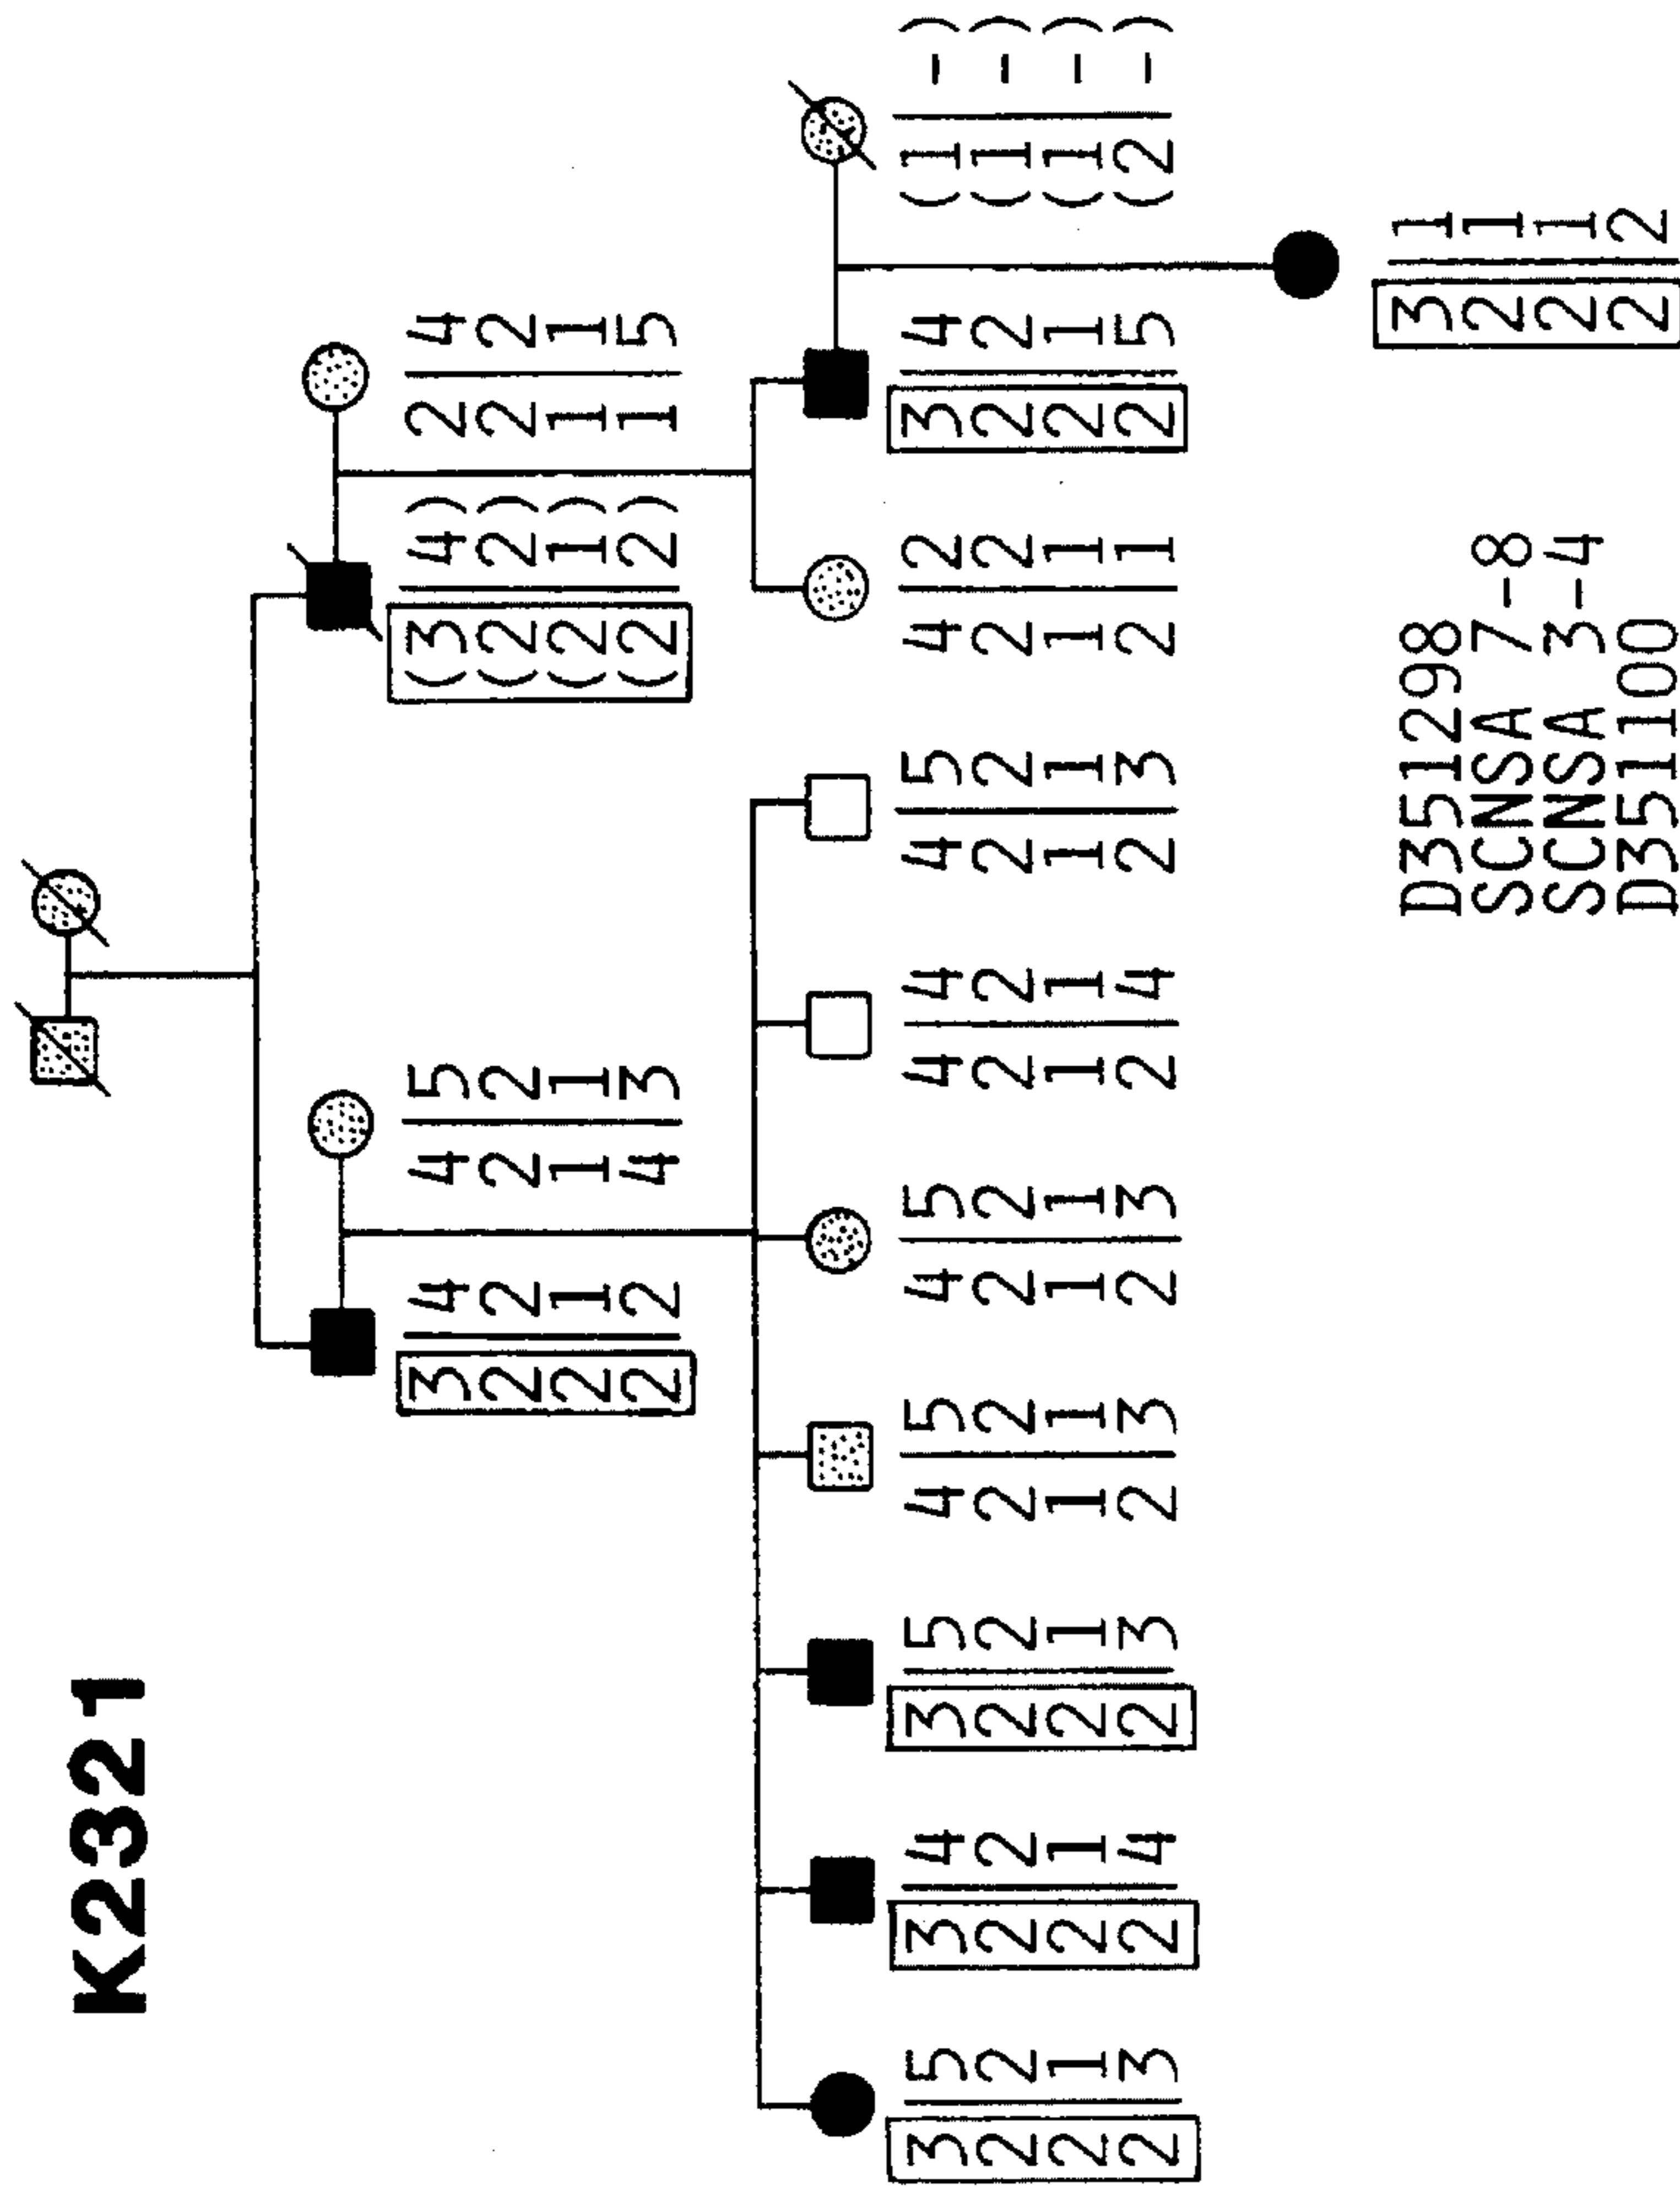 K2321
3 4 4 5 (3 4) 2 4
2 2 2 2 (2 2) 2 2
2 1 1 1 (2 1) 1 1
2 2 4 3 (2 2) 1 5
3 5 3 4 3 5 4 5 4 5 4 4 4 5 4 2 3 4 (1 -)
2 2 2 2 2 2 2 2 2 2 2 2 2 2 2 2 2 2 (1 -)
2 1 2 1 2 1 1 1 1 1 1 1 1 1 1 1 2 1 (1 -)
2 3 2 4 2 3 2 3 2 3 2 4 2 3 2 1 2 5 (2 -)
D351298 3 1
SCNSA 7-8 2 1
SCNSA 3-4 2 1
D351100 2 2